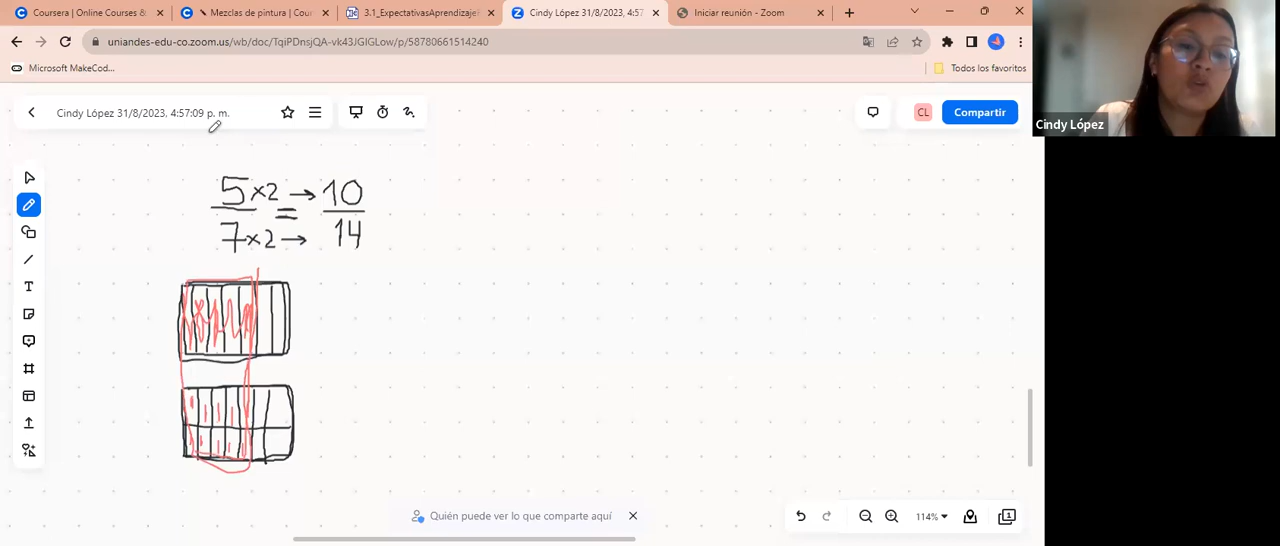 Coursera | Online Courses &
Mezclas de pintura | Cour
3.1_ExpectativasAprendizaje
Cindy López 31/8/2023, 4:57
Iniciar reunión - Zoom
uniandes-edu-co.zoom.us/wb/doc/TqiPDnsjQA-vk43JGIGLow/p/58780661514240
Microsoft MakeCod...
Todos los favoritos
Cindy López 31/8/2023, 4:57:09 p. m.
CL
Compartir
Cindy López
5×2 → 10
=
7×2 → 14
T
Quién puede ver lo que comparte aquí
114%
1